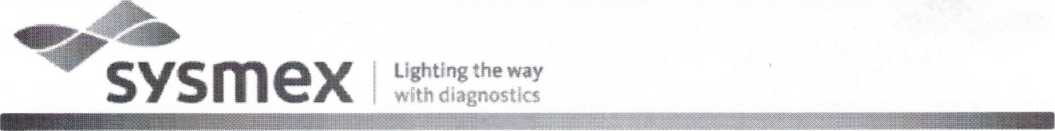 sysmex
Lighting the way
with diagnostics